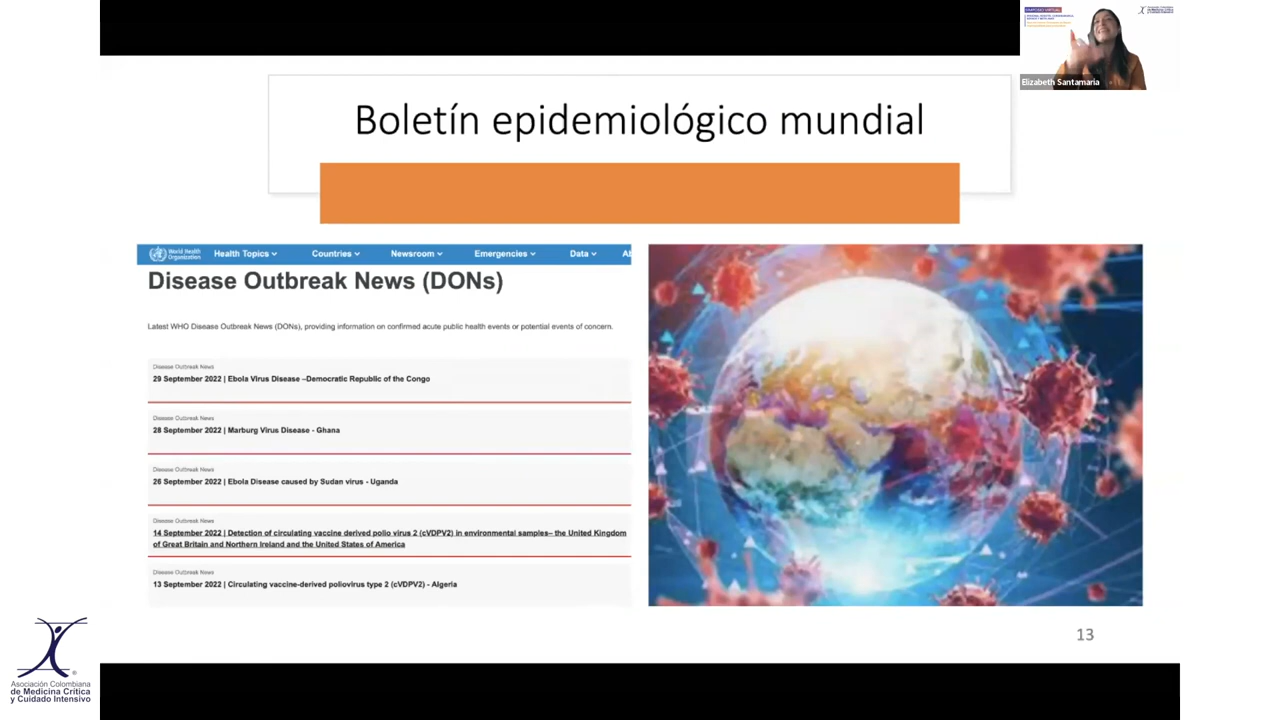 SIMPOSIO VIRTUAL
Elizabeth Santamaria
Boletín epidemiológico mundial
World Health
Organization
Health Topics
Countries
Newsroom
Emergencies
Data
Ab
Disease Outbreak News (DONs)
Latest WHO Disease Outbreak News (DONs), providing information on confirmed acute public health events or potential events of concern.
Disease Outbreak News
29 September 2022 | Ebola Virus Disease –Democratic Republic of the Congo
Disease Outbreak News
28 September 2022 | Marburg Virus Disease - Ghana
Disease Outbreak News
26 September 2022 | Ebola Disease caused by Sudan virus - Uganda
Disease Outbreak News
14 September 2022 | Detection of circulating vaccine derived polio virus 2 (cVDPV2) in environmental samples– the United Kingdom
of Great Britain and Northern Ireland and the United States of America
Disease Outbreak News
13 September 2022 | Circulating vaccine-derived poliovirus type 2 (cVDPV2) - Algeria
13
Asociación Colombiana
de Medicina Crítica
y Cuidado Intensivo